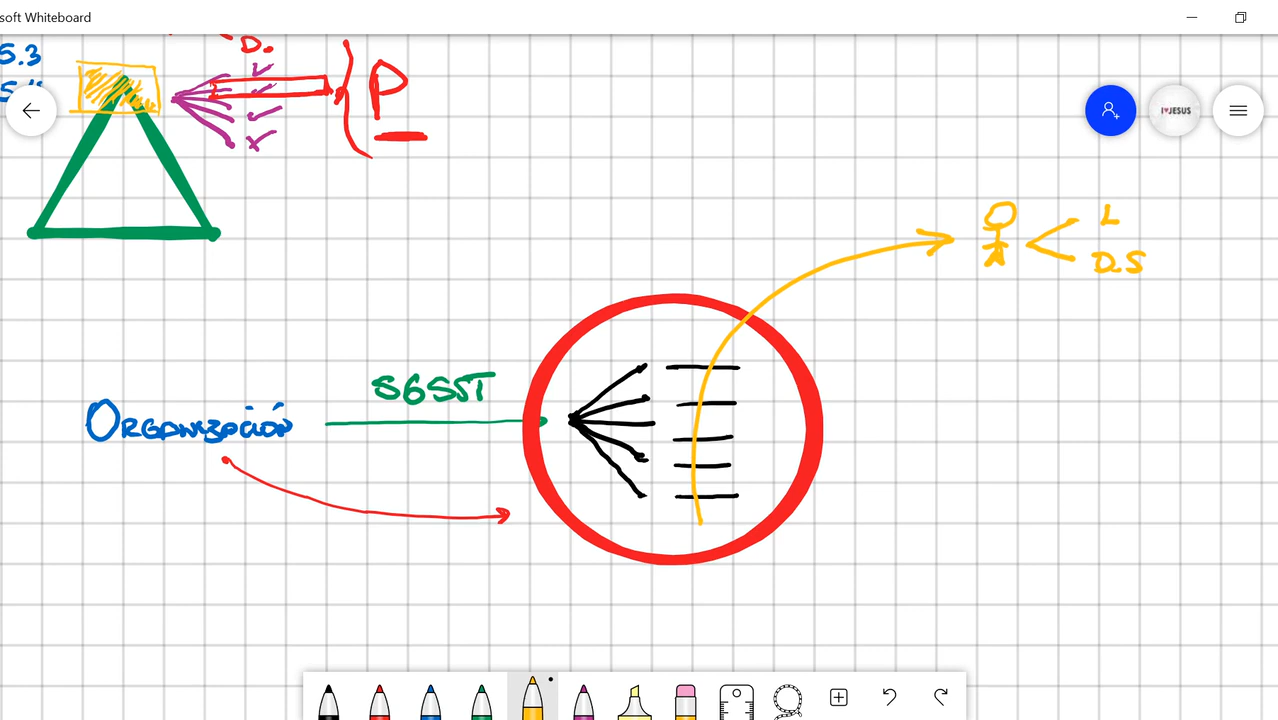 soft Whiteboard
5.3
D.
P
I ♥ JESUS
L
D.S
SGSST
ORGANIZACIÓN